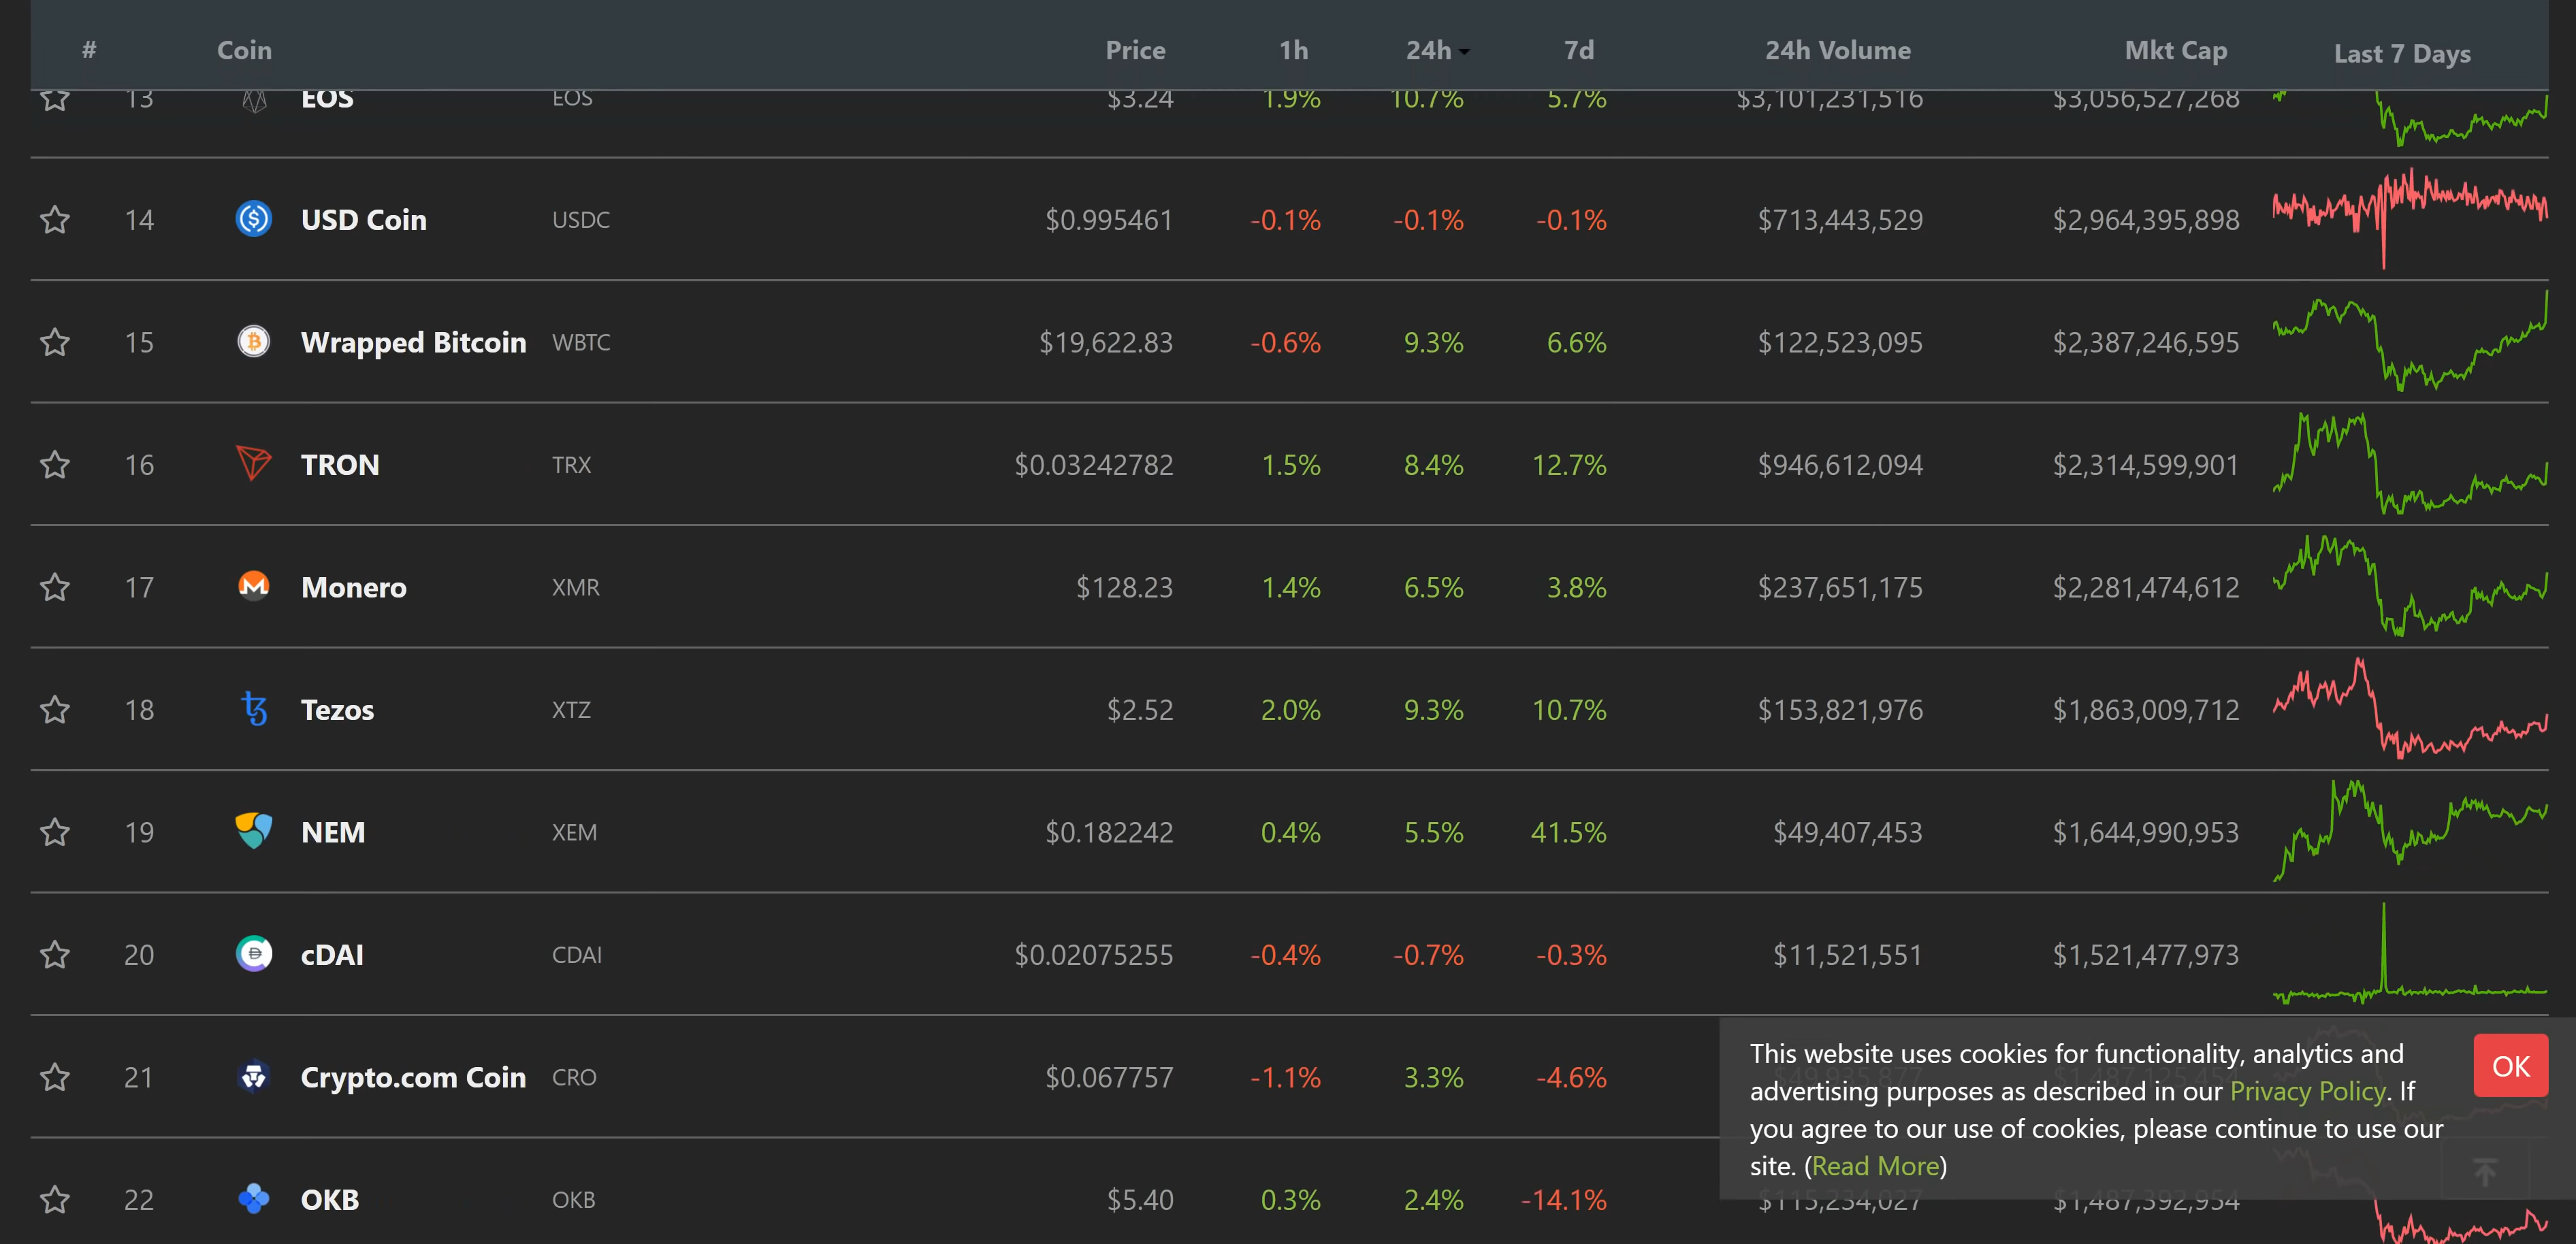 # Coin Price 1h 24h 7d 24h Volume Mkt Cap Last 7 Days
13 EOS EOS $3.24 1.9% 10.7% 5.7% $3,101,231,516 $3,056,527,268
14 USD Coin USDC $0.995461 -0.1% -0.1% -0.1% $713,443,529 $2,964,395,898
15 Wrapped Bitcoin WBTC $19,622.83 -0.6% 9.3% 6.6% $122,523,095 $2,387,246,595
16 TRON TRX $0.03242782 1.5% 8.4% 12.7% $946,612,094 $2,314,599,901
17 Monero XMR $128.23 1.4% 6.5% 3.8% $237,651,175 $2,281,474,612
18 Tezos XTZ $2.52 2.0% 9.3% 10.7% $153,821,976 $1,863,009,712
19 NEM XEM $0.182242 0.4% 5.5% 41.5% $49,407,453 $1,644,990,953
20 cDAI CDAI $0.02075255 -0.4% -0.7% -0.3% $11,521,551 $1,521,477,973
21 Crypto.com Coin CRO $0.067757 -1.1% 3.3% -4.6%
This website uses cookies for functionality, analytics and
advertising purposes as described in our Privacy Policy. If
you agree to our use of cookies, please continue to use our
site. (Read More)
OK
22 OKB OKB $5.40 0.3% 2.4% -14.1% $115,234,027 $1,487,392,954